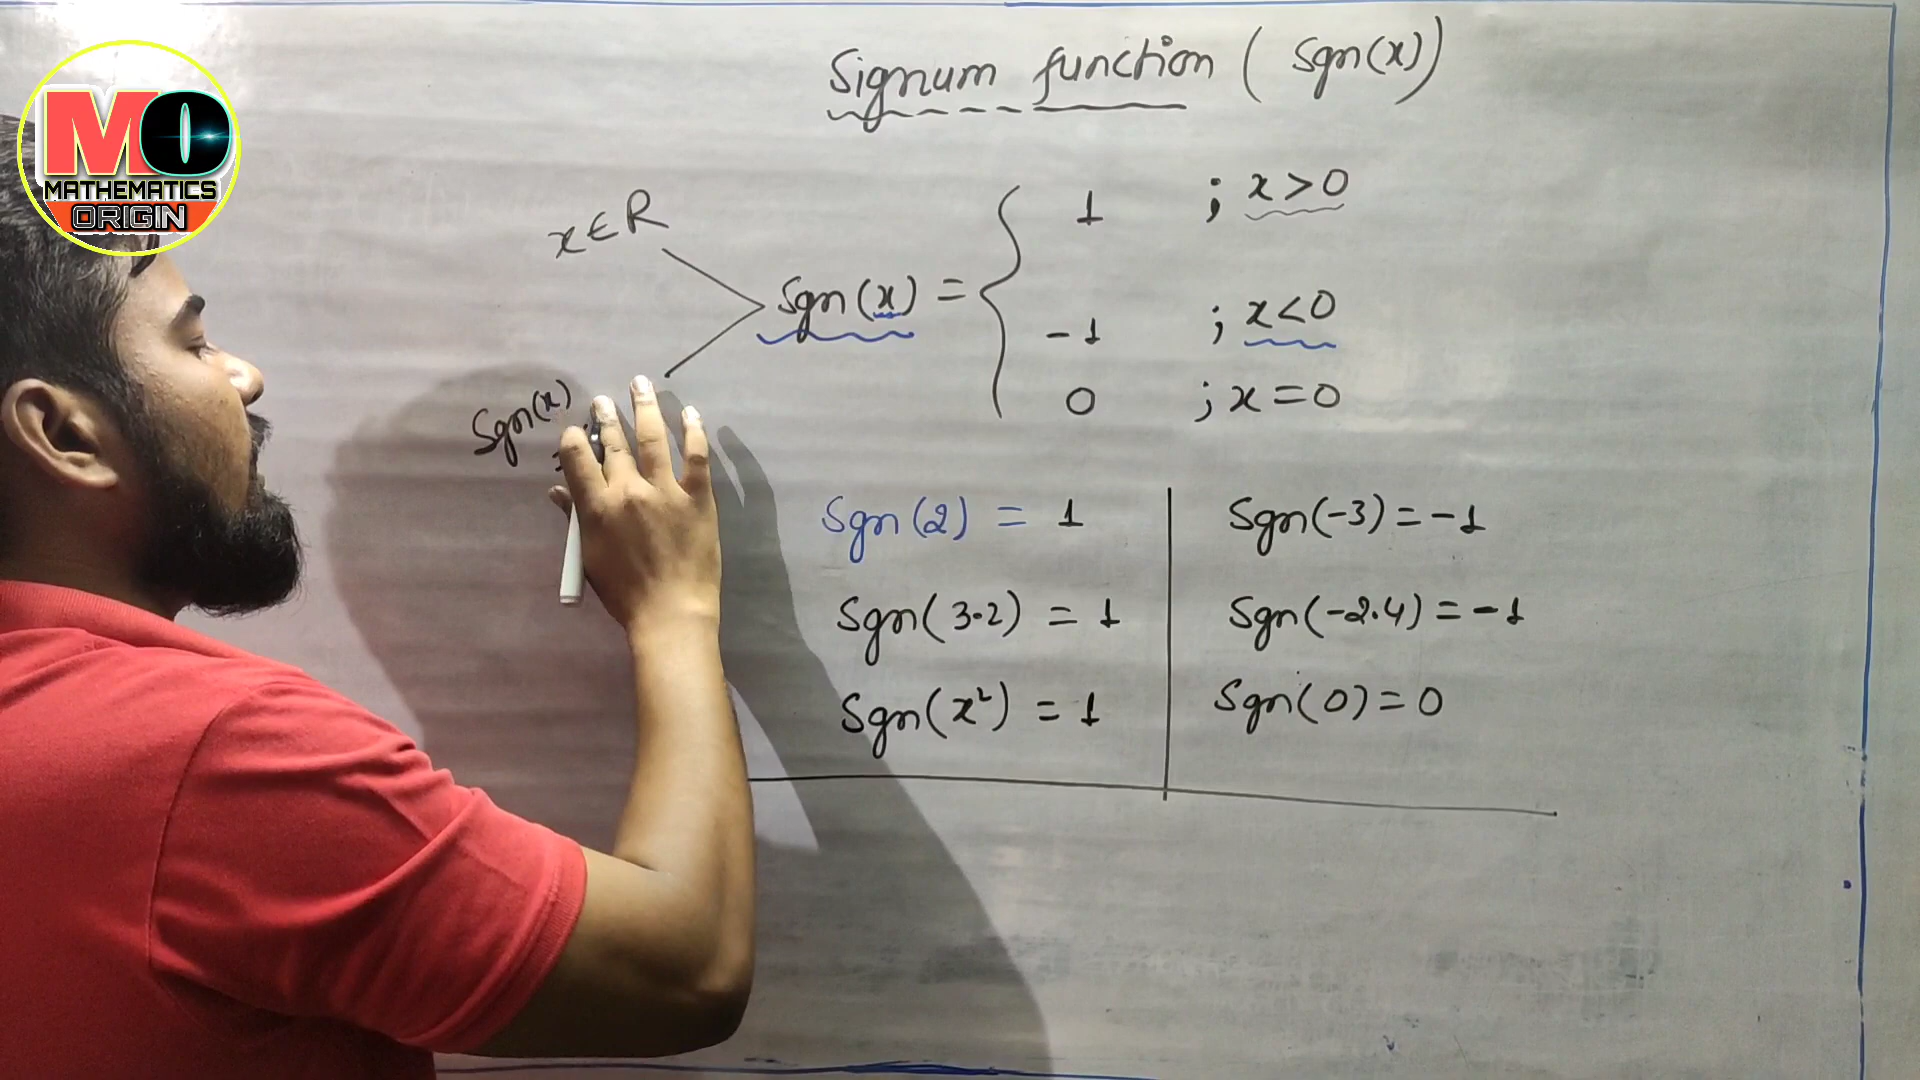 MO
MATHEMATICS
ORIGIN
Signum function ( Sgn(x))
x∈R
Sgn(x) = { 1 ; x>0
-1 ; x<0
0 ; x=0
Sgn(x)
Sgn(2) = 1
Sgn(3.2) = 1
Sgn(x²) = 1
Sgn(-3) = -1
Sgn(-2.4) = -1
Sgn(0) = 0